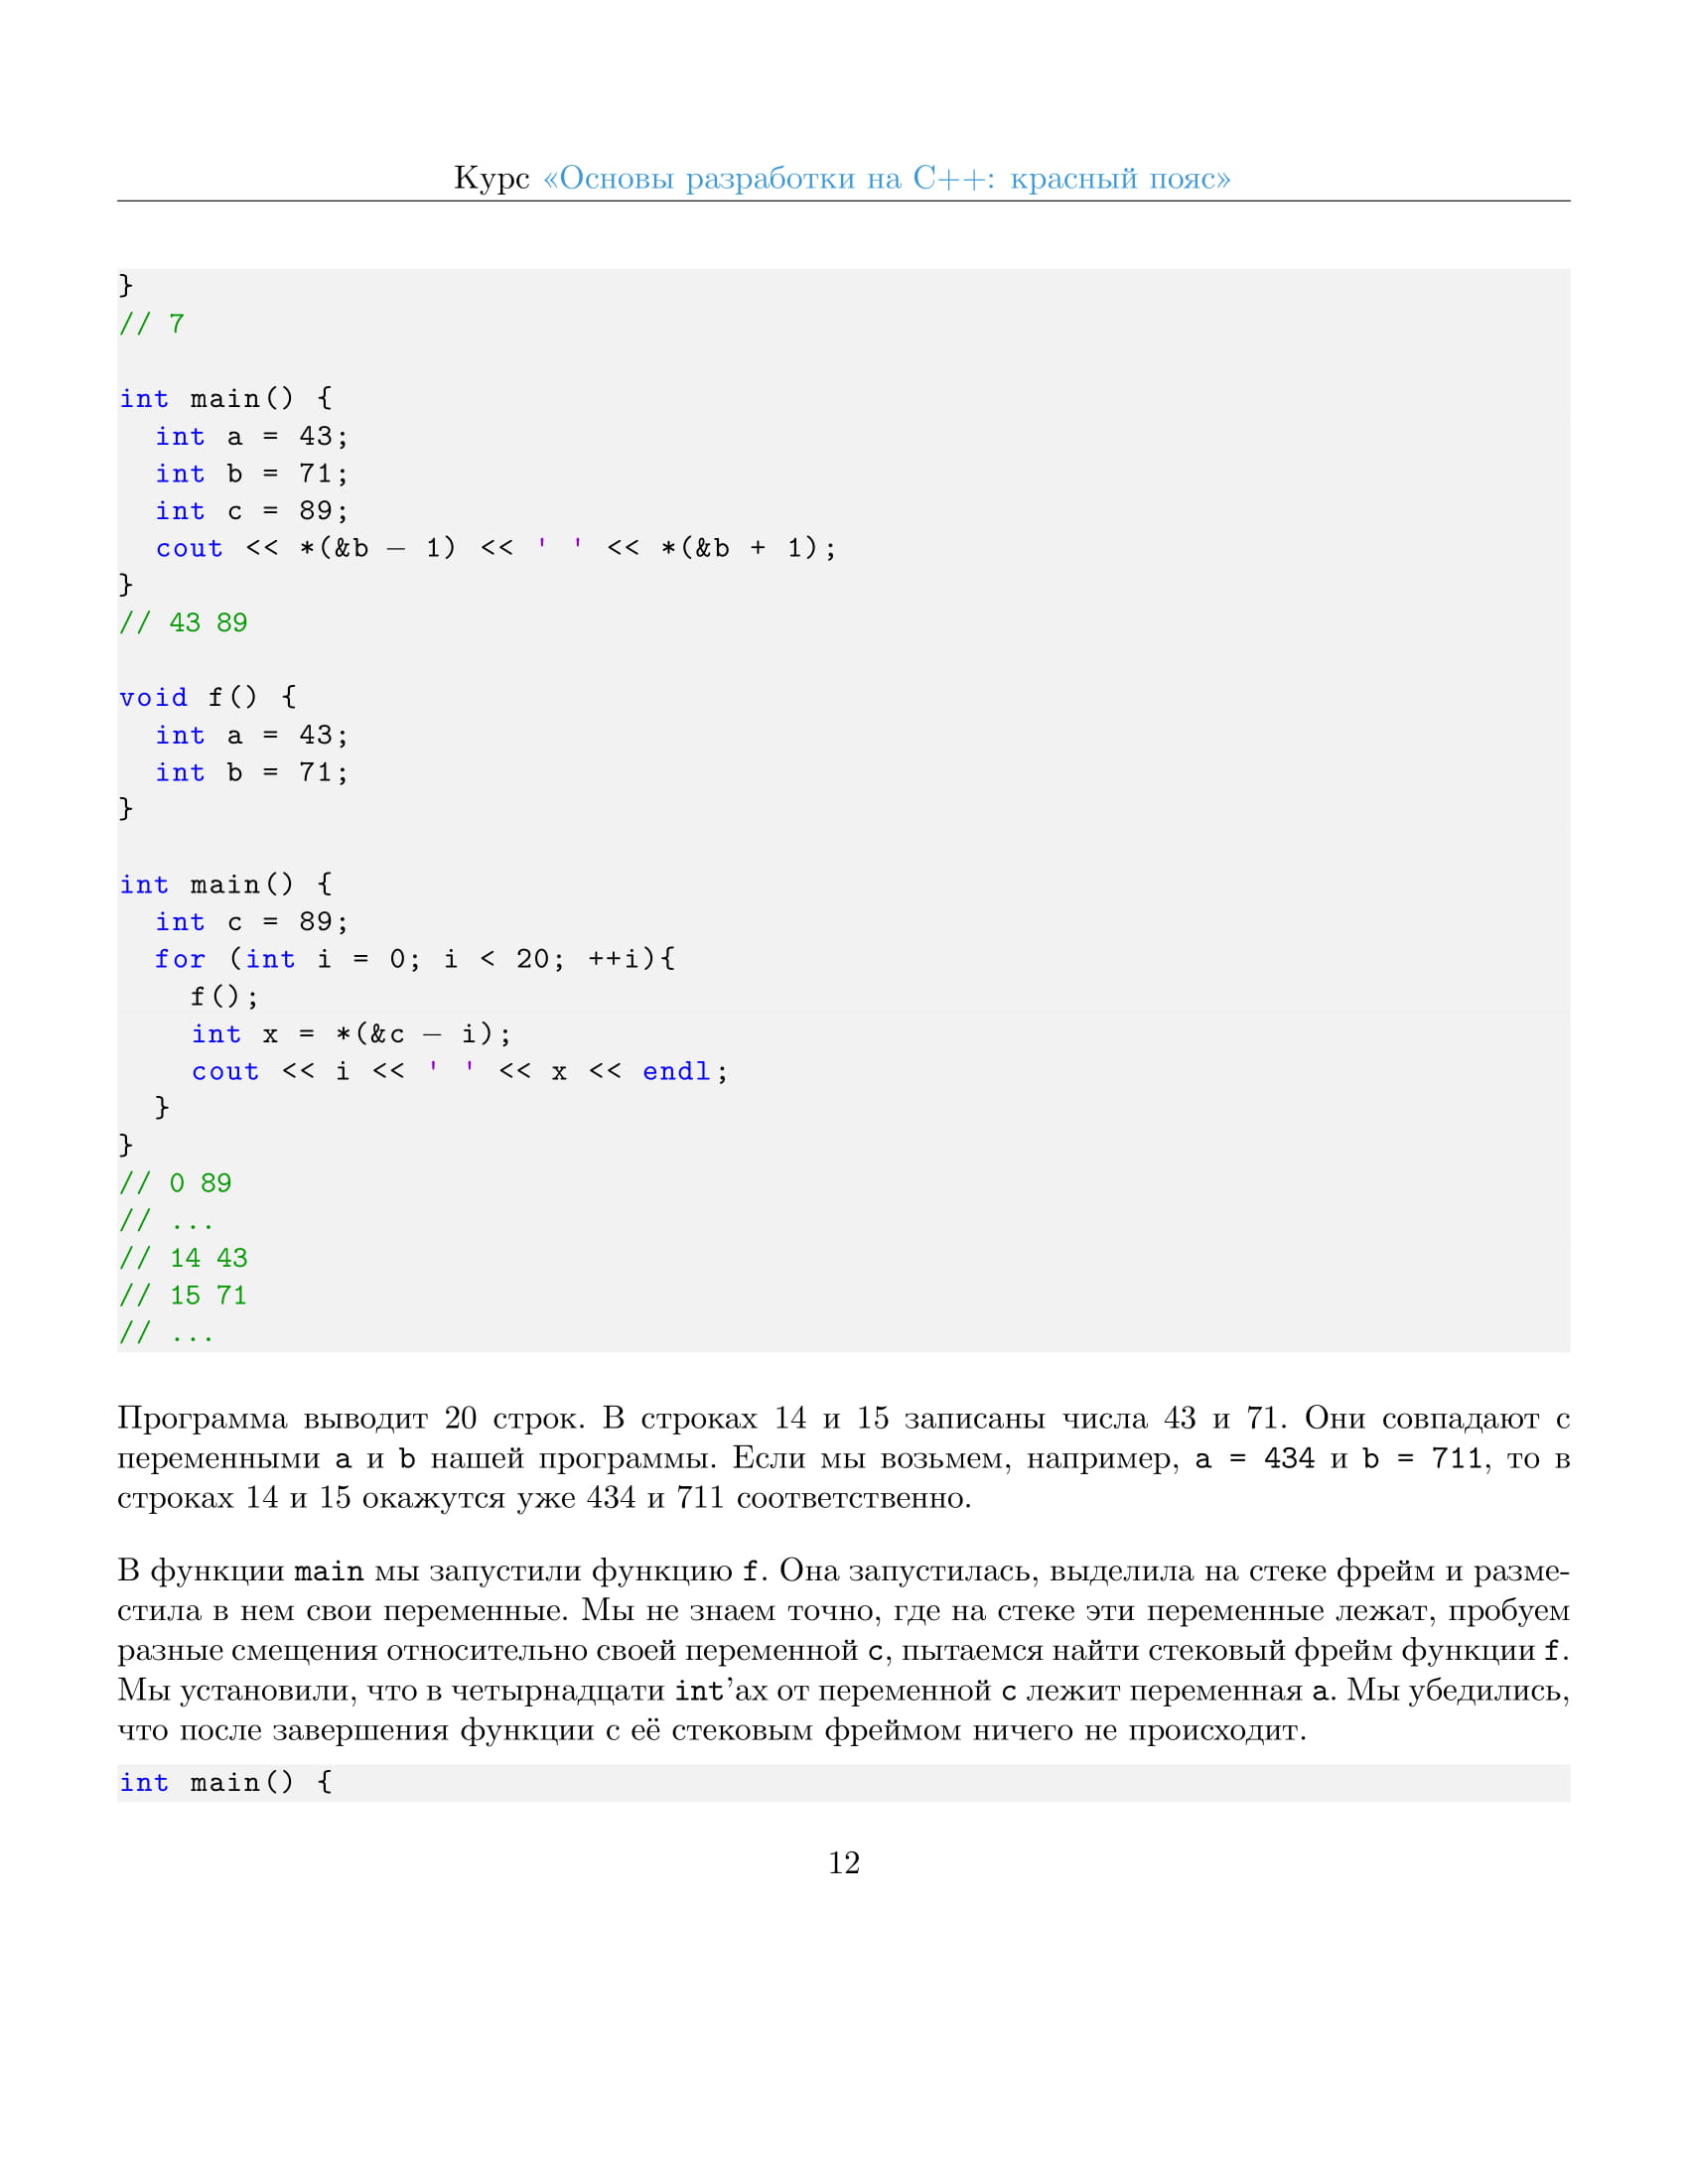 Курс «Основы разработки на C++: красный пояс»
}
// 7
int main() {
  int a = 43;
  int b = 71;
  int c = 89;
  cout << *(&b − 1) << ' ' << *(&b + 1);
}
// 43 89
void f() {
  int a = 43;
  int b = 71;
}
int main() {
  int c = 89;
  for (int i = 0; i < 20; ++i){
    f();
    int x = *(&c − i);
    cout << i << ' ' << x << endl;
  }
}
// 0 89
// ...
// 14 43
// 15 71
// ...
Программа выводит 20 строк. В строках 14 и 15 записаны числа 43 и 71. Они совпадают с
переменными a и b нашей программы. Если мы возьмем, например, a = 434 и b = 711, то в
строках 14 и 15 окажутся уже 434 и 711 соответственно.
В функции main мы запустили функцию f. Она запустилась, выделила на стеке фрейм и разме-
стила в нем свои переменные. Мы не знаем точно, где на стеке эти переменные лежат, пробуем
разные смещения относительно своей переменной c, пытаемся найти стековый фрейм функции f.
Мы установили, что в четырнадцати int'ах от переменной c лежит переменная a. Мы убедились,
что после завершения функции с её стековым фреймом ничего не происходит.
int main() {
12